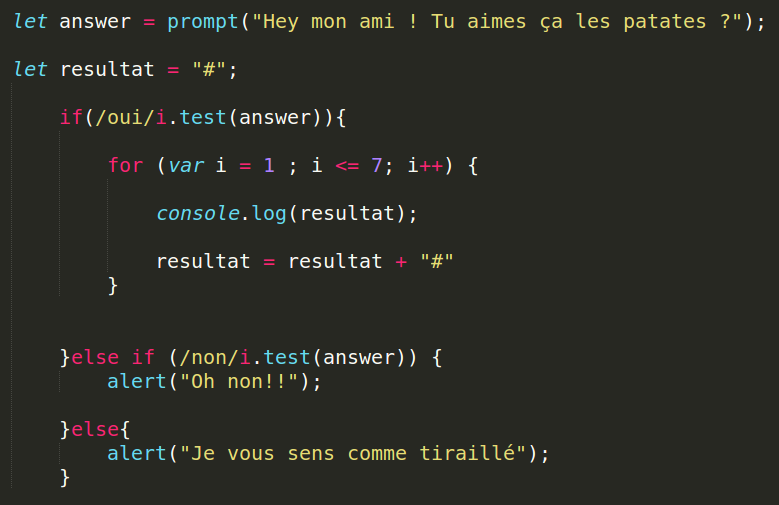 let answer = prompt("Hey mon ami ! Tu aimes ça les patates ?");
let resultat = "#";
if(/oui/i.test(answer)){
for (var i = 1 ; i <= 7; i++) {
console.log(resultat);
resultat = resultat + "#"
}
}else if (/non/i.test(answer)) {
alert("Oh non!!");
}else{
alert("Je vous sens comme tiraillé");
}